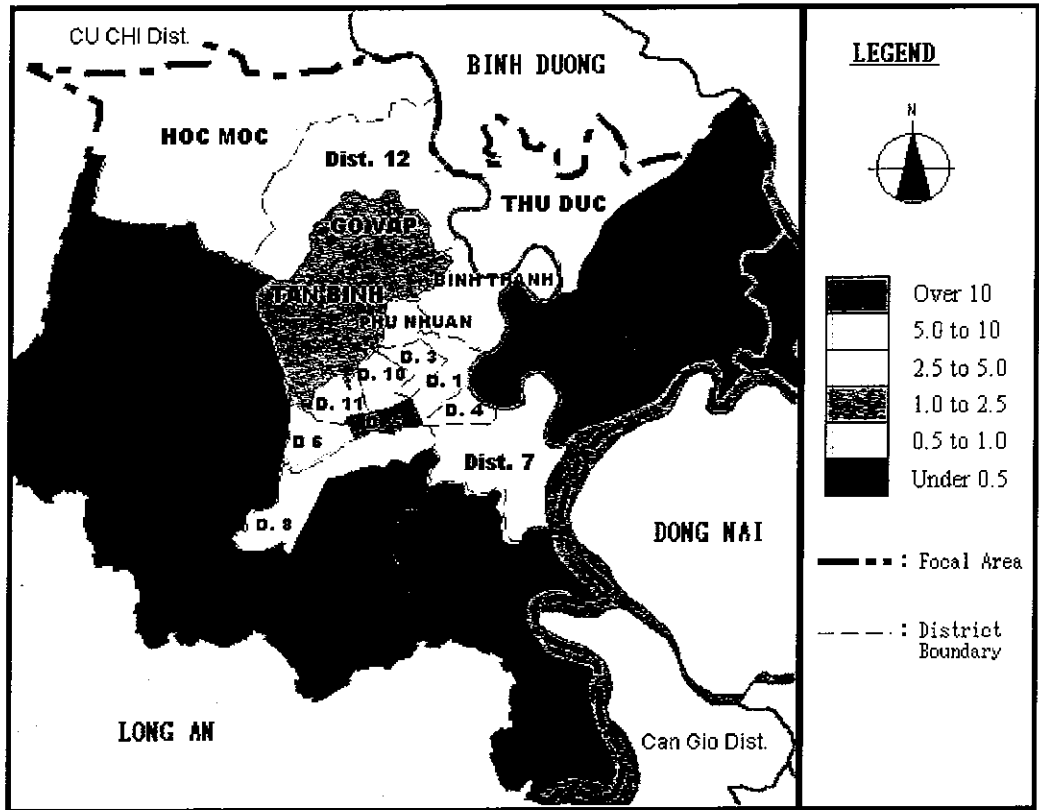 CU CHI Dist.
BINH DUONG
HOC MOC
Dist. 12
THU DUC
GO VAP
BINH THANH
TAN BINH
PHU NHUAN
D. 3
D. 10
D. 1
D. 11
D. 4
D 6
Dist. 7
D. 8
DONG NAI
LONG AN
Can Gio Dist.
LEGEND
N
Over 10
5.0 to 10
2.5 to 5.0
1.0 to 2.5
0.5 to 1.0
Under 0.5
: Focal Area
: District
Boundary